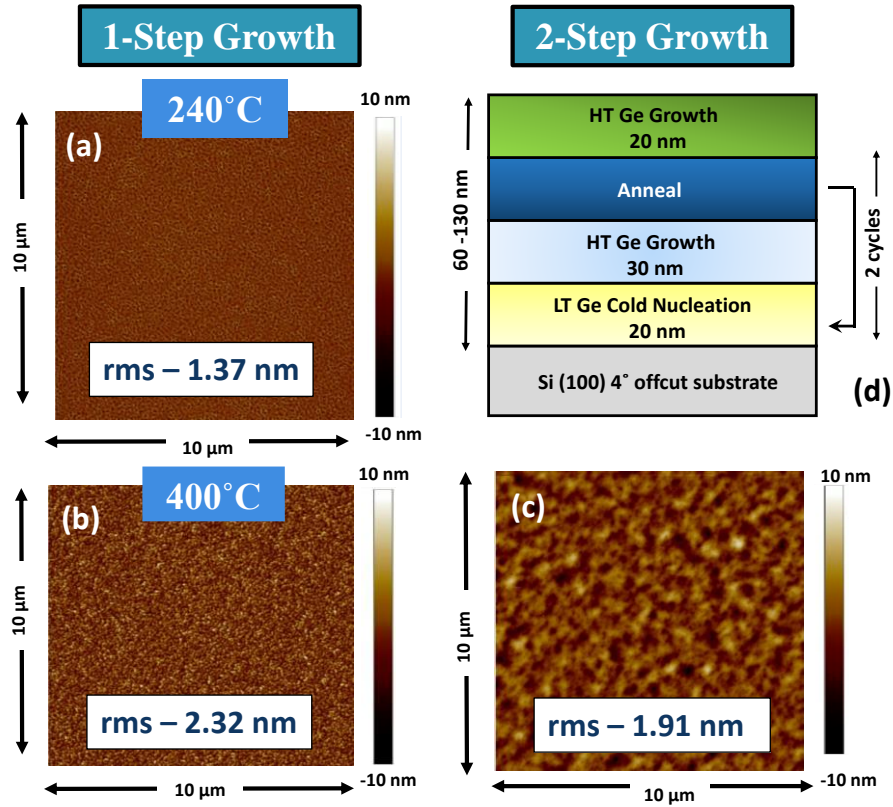 1-Step Growth
2-Step Growth
240˚C
(a)
10 nm
-10 nm
10 µm
10 µm
rms – 1.37 nm
HT Ge Growth
20 nm
Anneal
HT Ge Growth
30 nm
LT Ge Cold Nucleation
20 nm
Si (100) 4˚ offcut substrate
60 -130 nm
2 cycles
(d)
400˚C
(b)
10 nm
-10 nm
10 µm
10 µm
rms – 2.32 nm
(c)
10 nm
-10 nm
10 µm
10 µm
rms – 1.91 nm